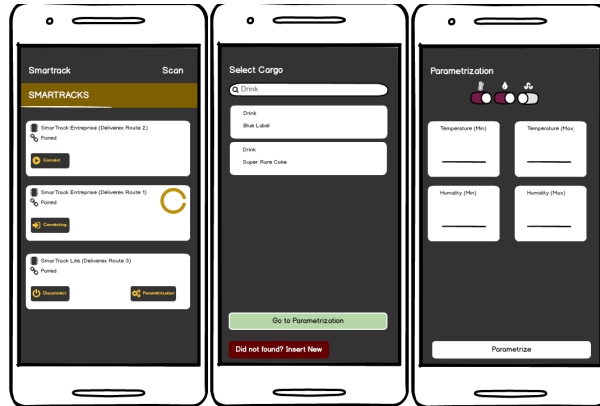 Smartrack Scan
SMARTRACKS
SmarTrack Entreprise (Deliverex Route 2)
Paired
Connect
SmarTrack Entreprise (Deliverex Route 1)
Paired
Connecting
SmarTrack Lite (Deliverex Route 3)
Paired
Disconnect Parametrization
Select Cargo
Drink
Drink
Blue Label
Drink
Super Rare Coke
Go to Parametrization
Did not found? Insert New
Parametrization
Temperature (Min) Temperature (Max)
Humidity (Min) Humidity (Max)
Parametrize